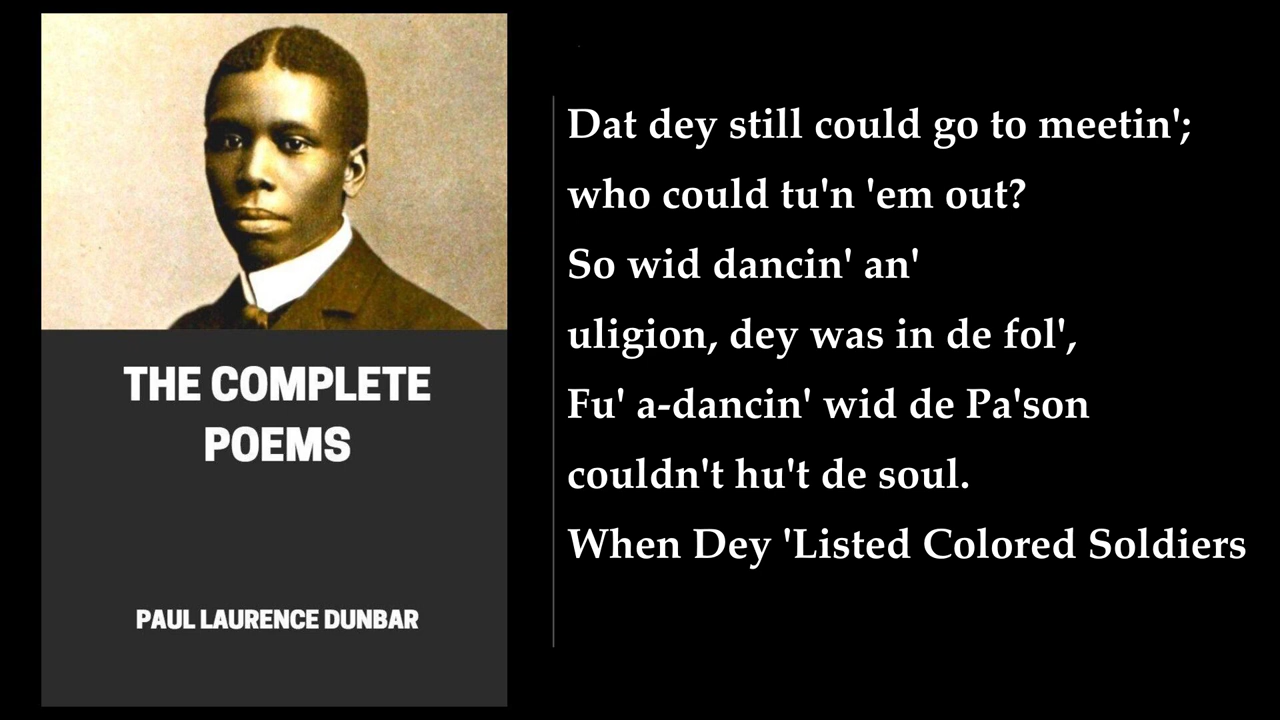 THE COMPLETE
POEMS
PAUL LAURENCE DUNBAR
Dat dey still could go to meetin';
who could tu'n 'em out?
So wid dancin' an'
uligion, dey was in de fol',
Fu' a-dancin' wid de Pa'son
couldn't hu't de soul.
When Dey 'Listed Colored Soldiers